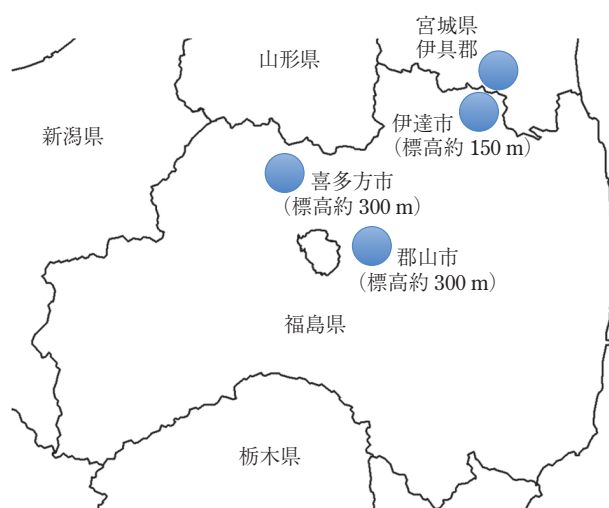 宮城県
伊具郡
山形県
伊達市
(標高約 150 m)
新潟県
喜多方市
(標高約 300 m)
郡山市
(標高約 300 m)
福島県
栃木県